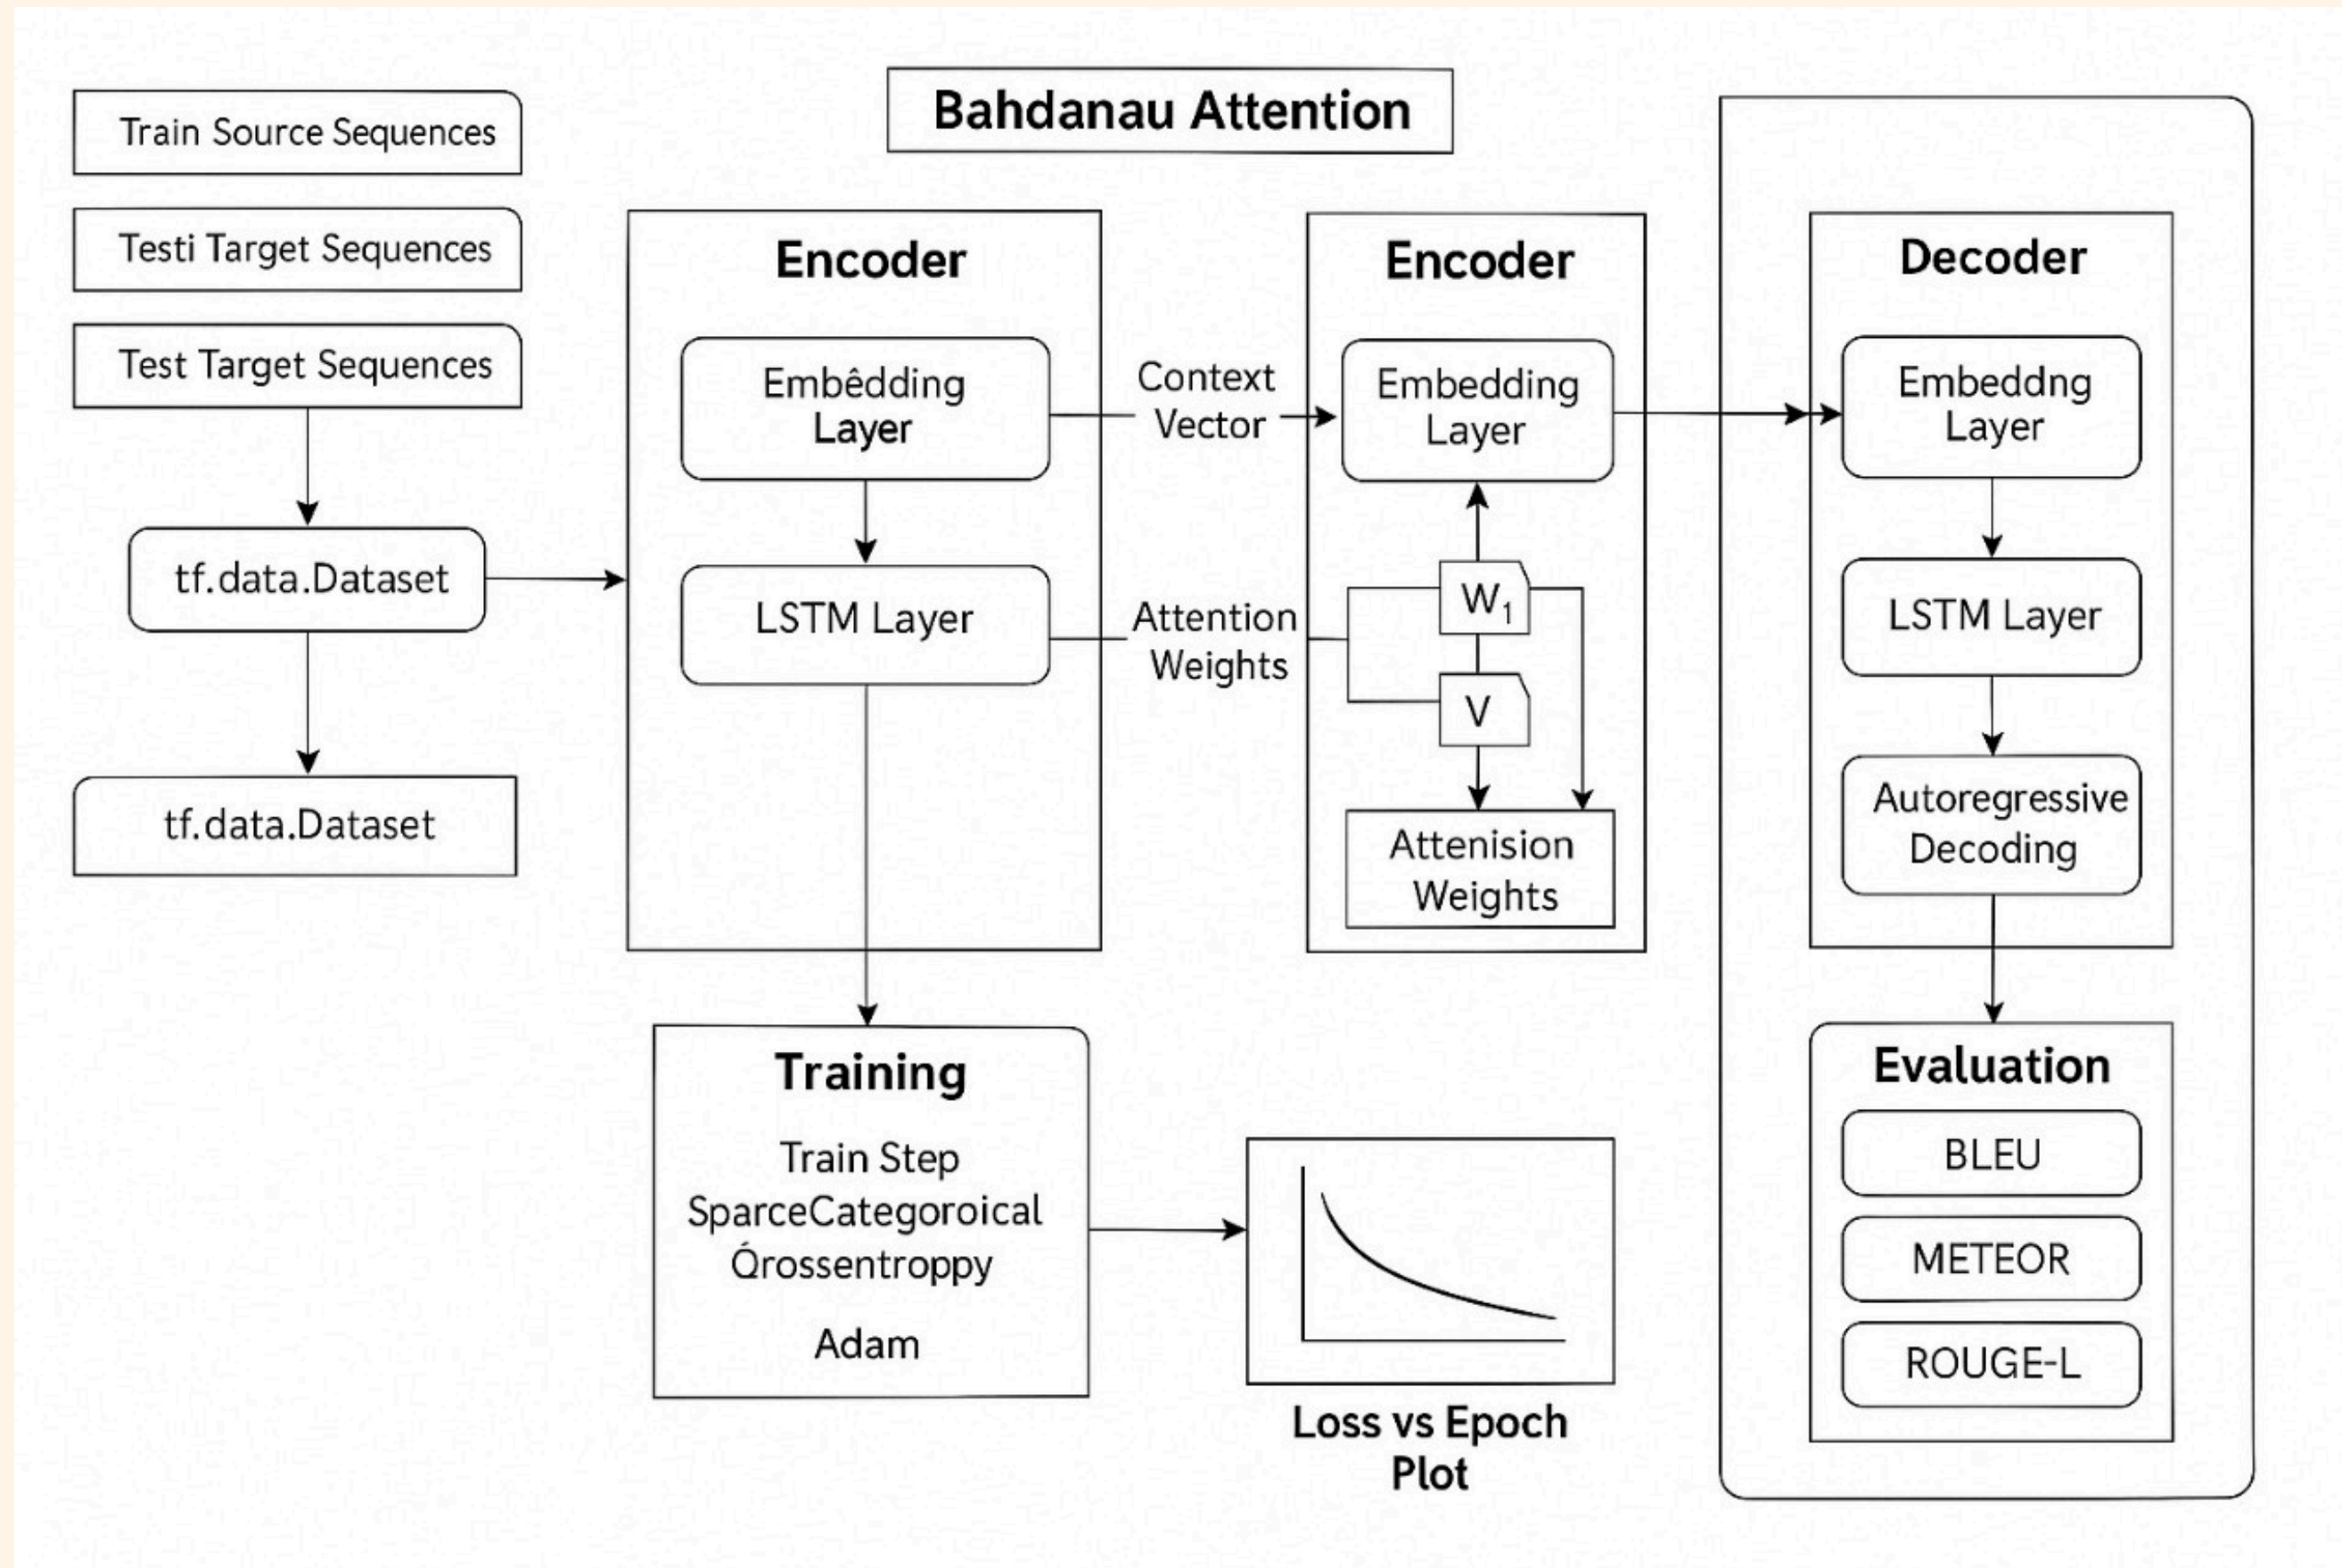 Bahdanau Attention
Train Source Sequences
Testi Target Sequences
Test Target Sequences
tf.data.Dataset
tf.data.Dataset
Encoder
Embêdding
Layer
LSTM Layer
Context
Vector
Attention
Weights
Encoder
Embedding
Layer
W₁
V
Attenision
Weights
Decoder
Embeddng
Layer
LSTM Layer
Autoregressive
Decoding
Training
Train Step
SparceCategoroical
Q́rossentroppy
Adam
Loss vs Epoch
Plot
Evaluation
BLEU
METEOR
ROUGE-L